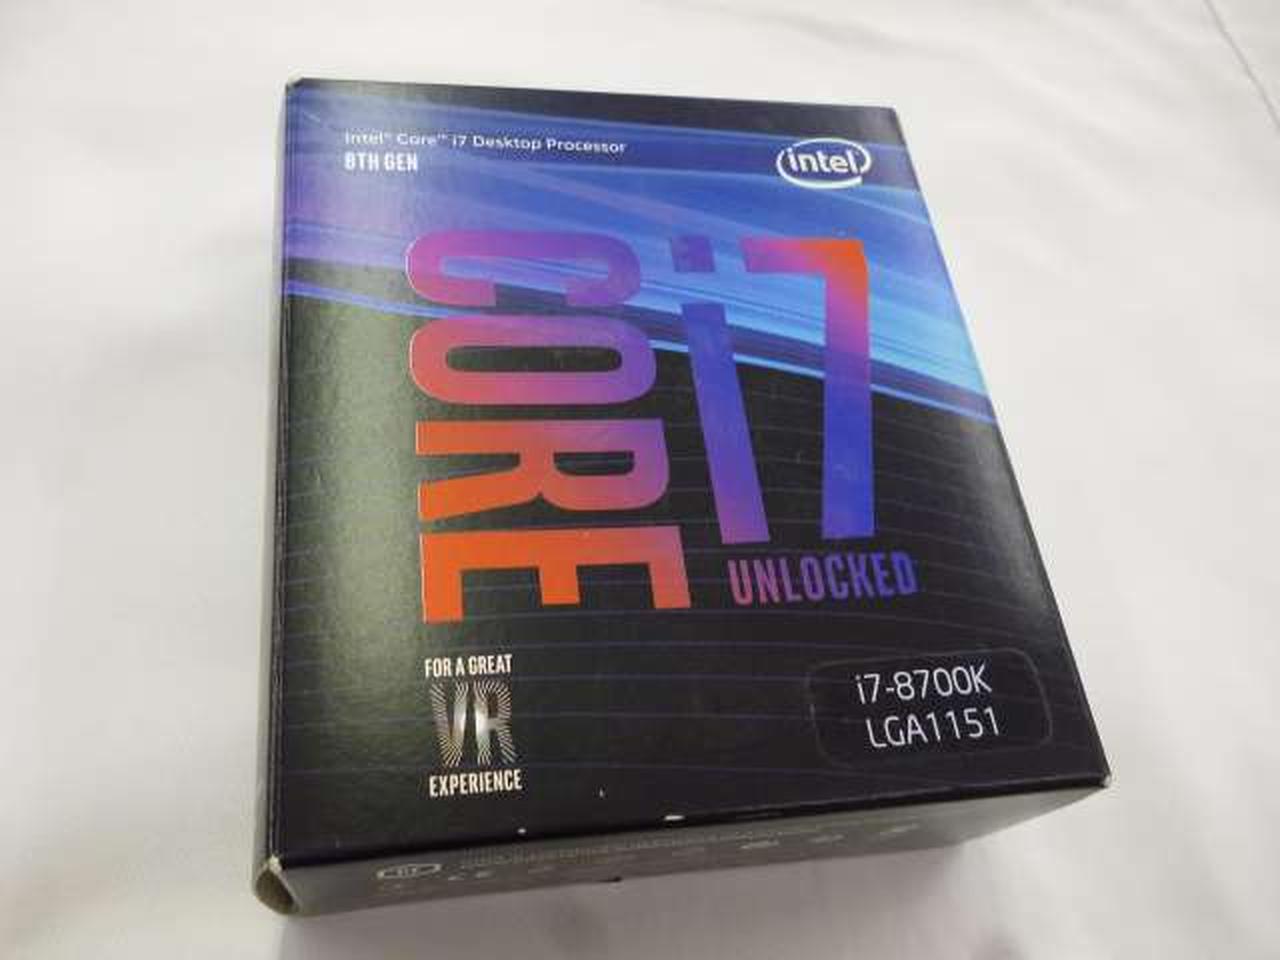 Intel® Core™ i7 Desktop Processor
8TH GEN
intel
CORE
i7
UNLOCKED
FOR A GREAT
VR
EXPERIENCE
i7-8700K
LGA1151